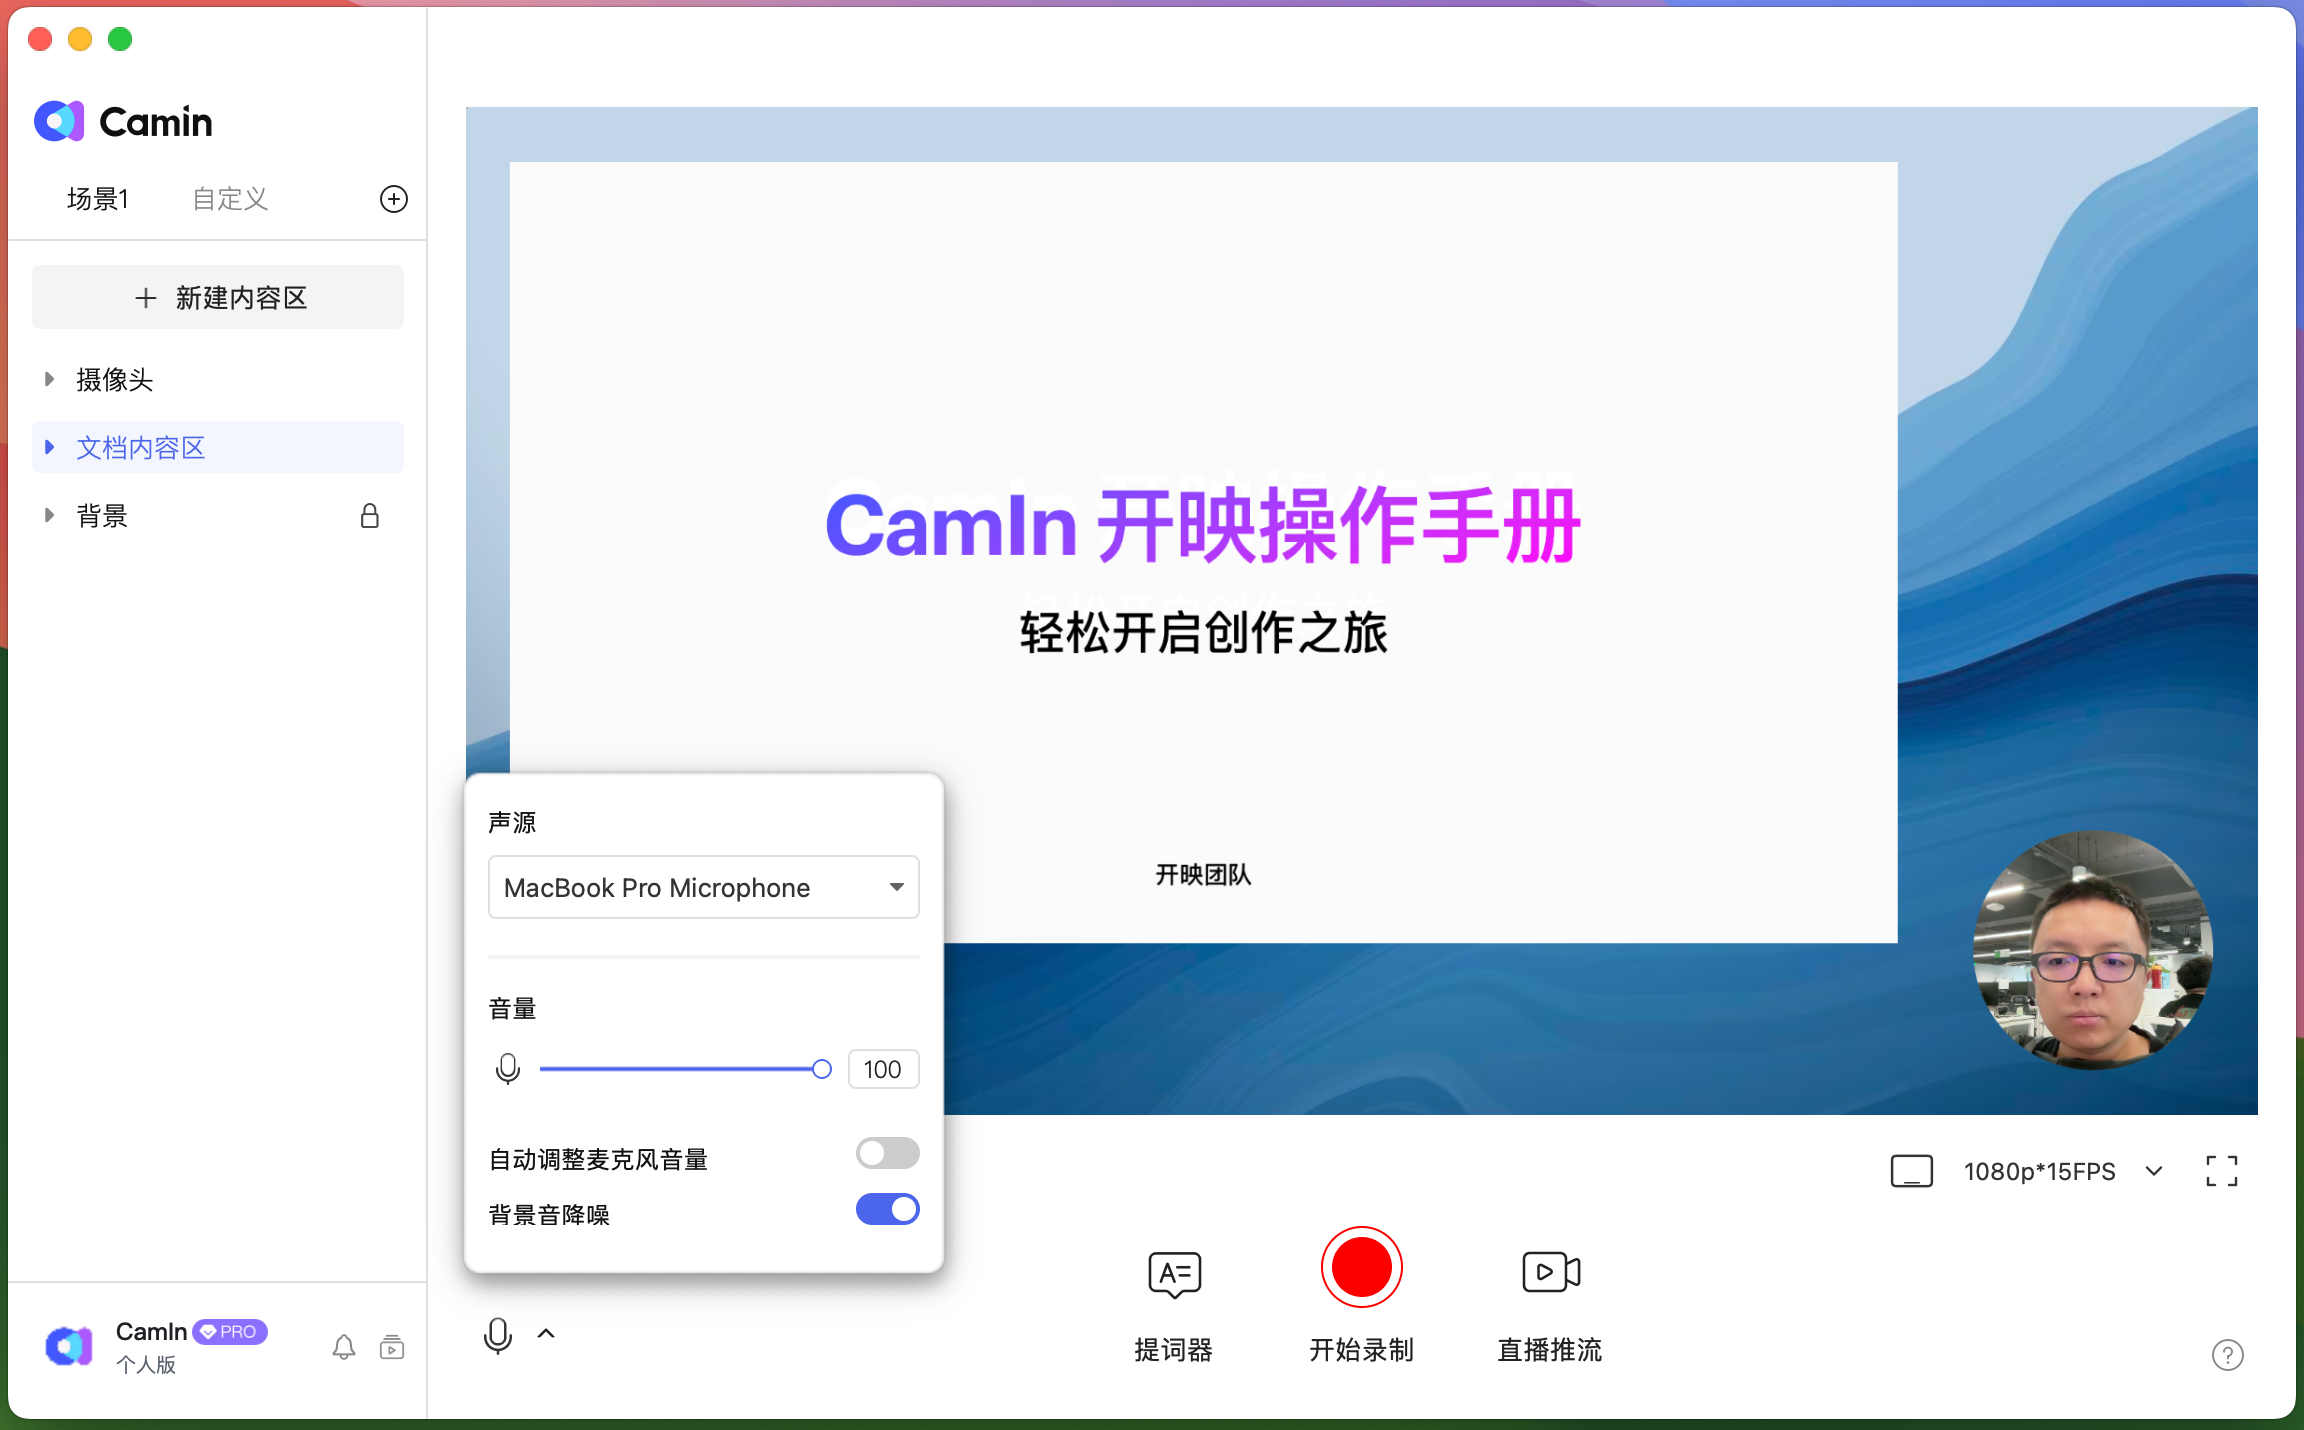 Camin
场景1
自定义
新建内容区
摄像头
文档内容区
背景
CamIn 开映操作手册
轻松开启创作之旅
开映团队
声源
MacBook Pro Microphone
音量
100
自动调整麦克风音量
背景音降噪
1080p*15FPS
A=
提词器
开始录制
直播推流
CamIn PRO
个人版
?